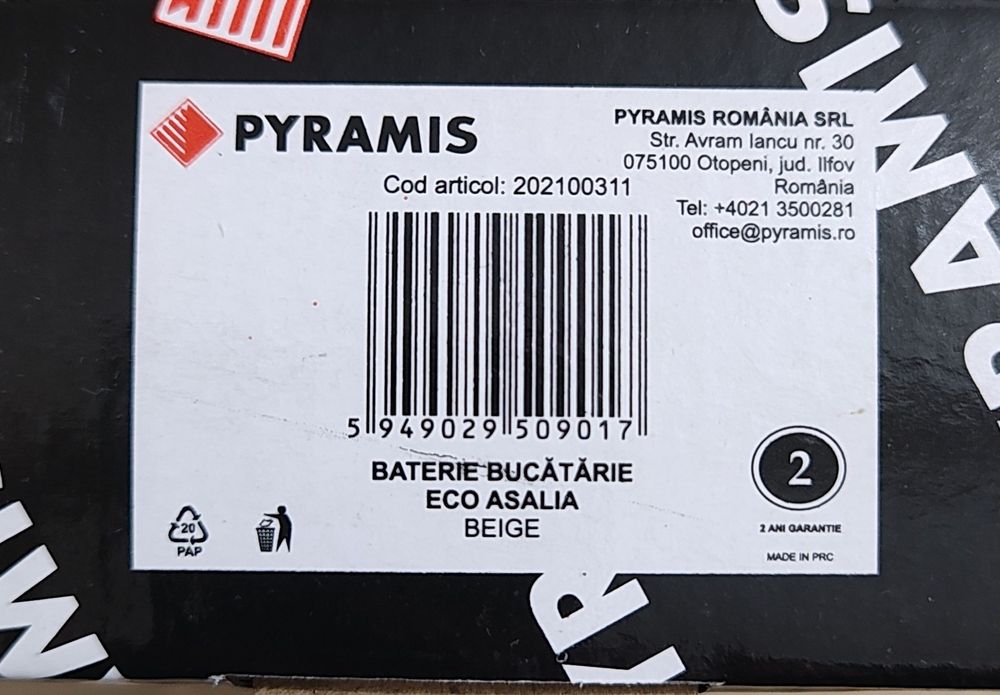 PYRAMIS
PYRAMIS ROMÂNIA SRL
Str. Avram Iancu nr. 30
075100 Otopeni, jud. Ilfov
România
Tel: +4021 3500281
office@pyramis.ro
Cod articol: 202100311
5 949029 509017
BATERIE BUCĂTĂRIE
ECO ASALIA
BEIGE
20
PAP
2
2 ANI GARANTIE
MADE IN PRC